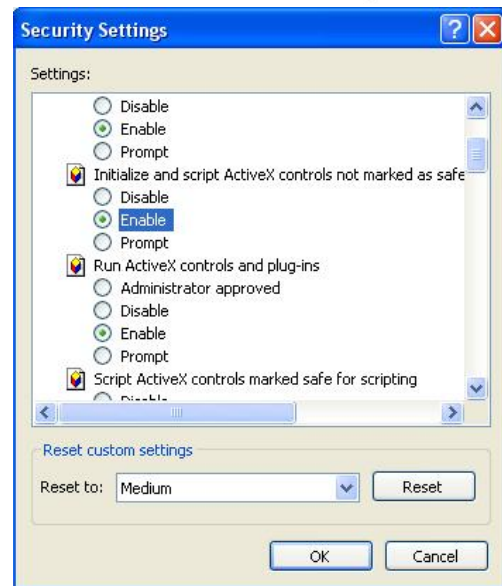 Security Settings
Settings:
Disable
Enable
Prompt
Initialize and script ActiveX controls not marked as safe
Disable
Enable
Prompt
Run ActiveX controls and plug-ins
Administrator approved
Disable
Enable
Prompt
Script ActiveX controls marked safe for scripting
Disable
Reset custom settings
Reset to: Medium Reset
OK Cancel